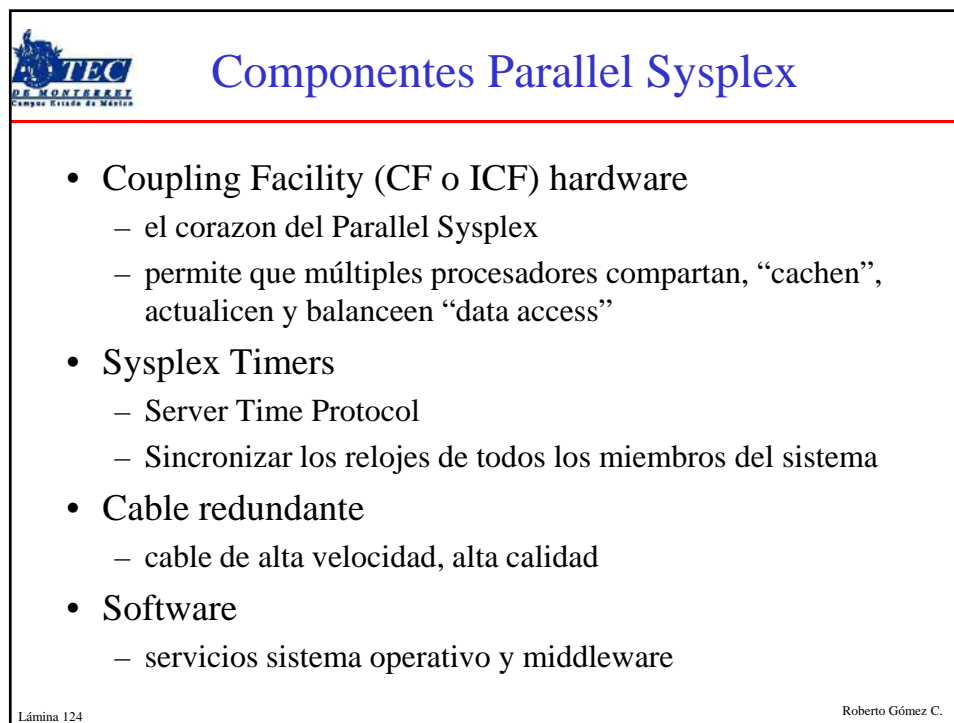 TEC
DE MONTERREY
Campus Estado de México
Componentes Parallel Sysplex
• Coupling Facility (CF o ICF) hardware
– el corazon del Parallel Sysplex
– permite que múltiples procesadores compartan, “cachen”,
actualicen y balanceen “data access”
• Sysplex Timers
– Server Time Protocol
– Sincronizar los relojes de todos los miembros del sistema
• Cable redundante
– cable de alta velocidad, alta calidad
• Software
– servicios sistema operativo y middleware
Lámina 124
Roberto Gómez C.